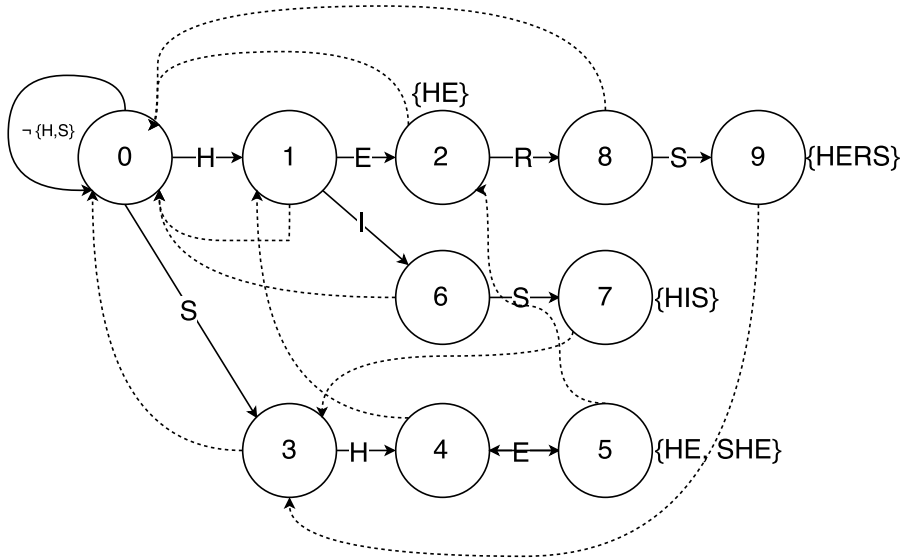 {HE}
¬ {H,S}
0
H
1
E
2
R
8
S
9
{HERS}
I
S
6
S
7
{HIS}
3
H
4
E
5
{HE, SHE}